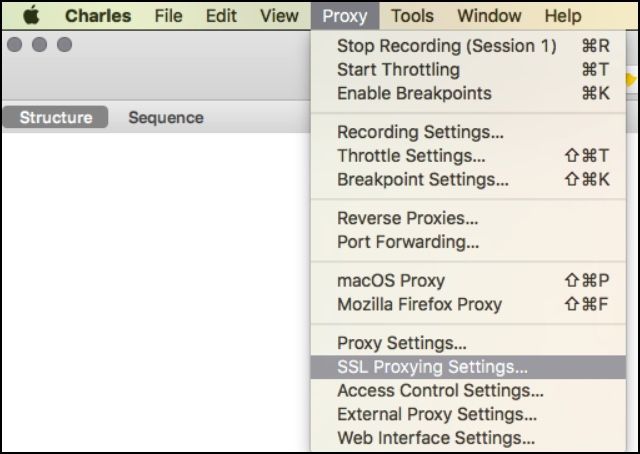 Charles File Edit View Proxy Tools Window Help
Stop Recording (Session 1) ⌘R
Start Throttling ⌘T
Enable Breakpoints ⌘K
Structure Sequence
Recording Settings...
Throttle Settings... ⇧⌘T
Breakpoint Settings... ⇧⌘K
Reverse Proxies...
Port Forwarding...
macOS Proxy ⇧⌘P
Mozilla Firefox Proxy ⇧⌘F
Proxy Settings...
SSL Proxying Settings...
Access Control Settings...
External Proxy Settings...
Web Interface Settings...